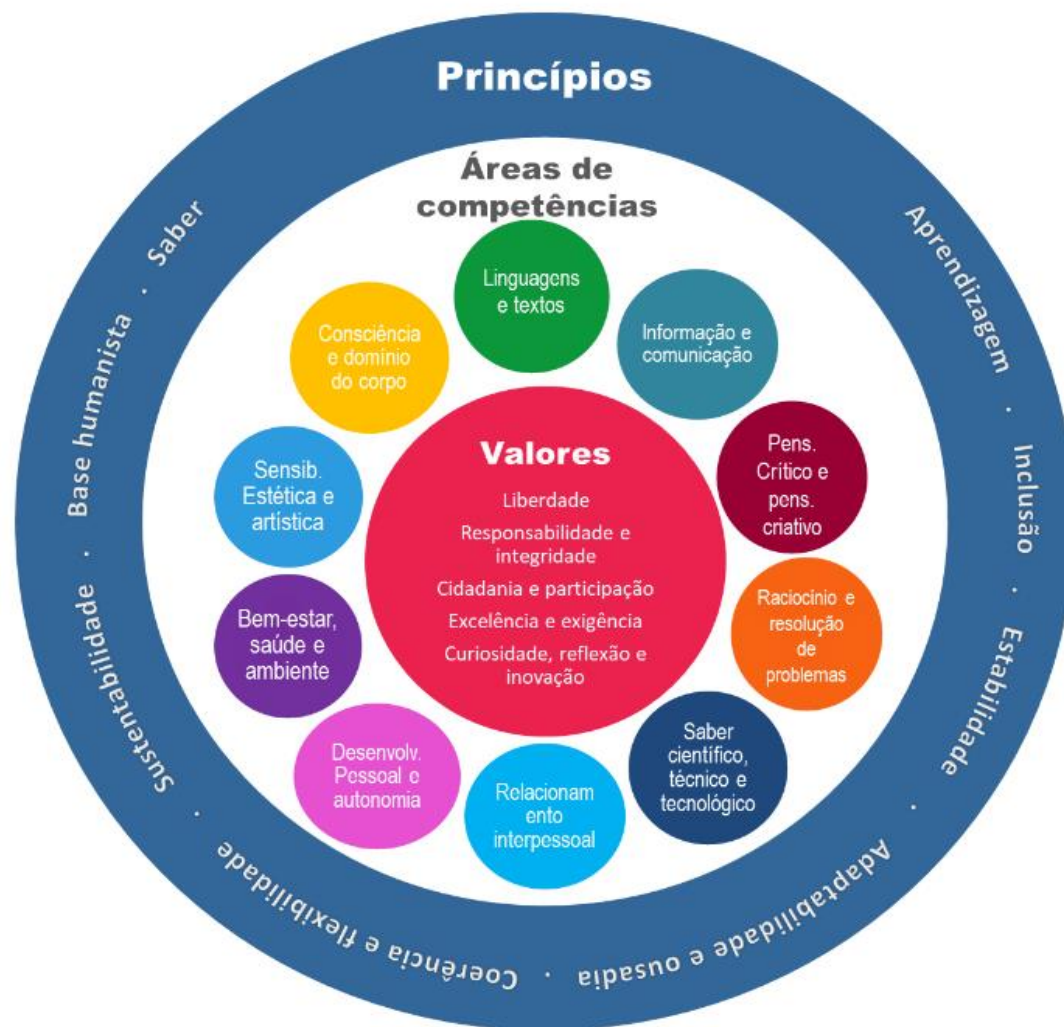 Princípios
Saber
Base humanista
Sustentabilidade
Coerência e flexibilidade
Adaptabilidade e ousadia
Estabilidade
Inclusão
Aprendizagem
Áreas de
competências
Linguagens
e textos
Informação e
comunicação
Pens.
Crítico e
pens.
criativo
Raciocínio e
resolução
de
problemas
Saber
científico,
técnico e
tecnológico
Relacionam
ento
interpessoal
Desenvolv.
Pessoal e
autonomia
Bem-estar,
saúde e
ambiente
Sensib.
Estética e
artística
Consciência
e domínio
do corpo
Valores
Liberdade
Responsabilidade e
integridade
Cidadania e participação
Excelência e exigência
Curiosidade, reflexão e
inovação